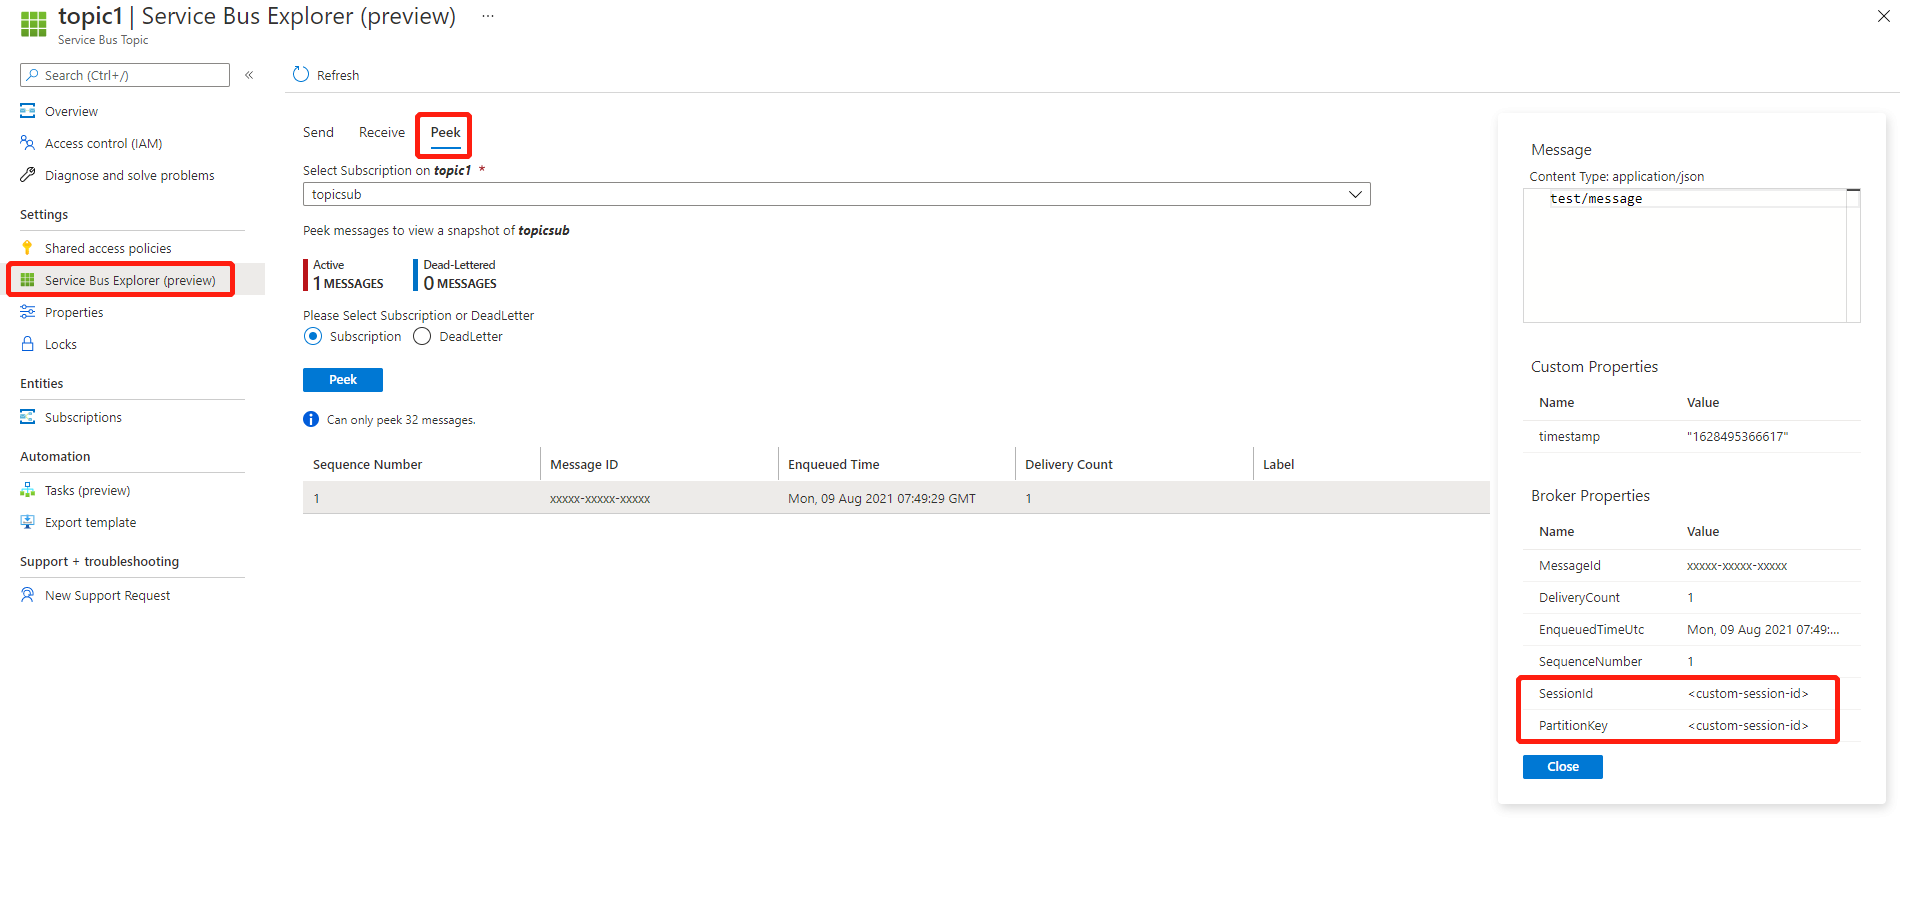 topic1 | Service Bus Explorer (preview) ...
Service Bus Topic
Search (Ctrl+/)
«
Overview
Access control (IAM)
Diagnose and solve problems
Settings
Shared access policies
Service Bus Explorer (preview)
Properties
Locks
Entities
Subscriptions
Automation
Tasks (preview)
Export template
Support + troubleshooting
New Support Request
Refresh
Send Receive Peek
Select Subscription on topic1 *
topicsub
Peek messages to view a snapshot of topicsub
Active
1 MESSAGES
Dead-Lettered
0 MESSAGES
Please Select Subscription or DeadLetter
Subscription DeadLetter
Peek
Can only peek 32 messages.
Sequence Number Message ID Enqueued Time Delivery Count Label
1 xxxxx-xxxxx-xxxxx Mon, 09 Aug 2021 07:49:29 GMT 1
Message
Content Type: application/json
test/message
Custom Properties
Name Value
timestamp "1628495366617"
Broker Properties
Name Value
MessageId xxxxx-xxxxx-xxxxx
DeliveryCount 1
EnqueuedTimeUtc Mon, 09 Aug 2021 07:49:...
SequenceNumber 1
SessionId <custom-session-id>
PartitionKey <custom-session-id>
Close